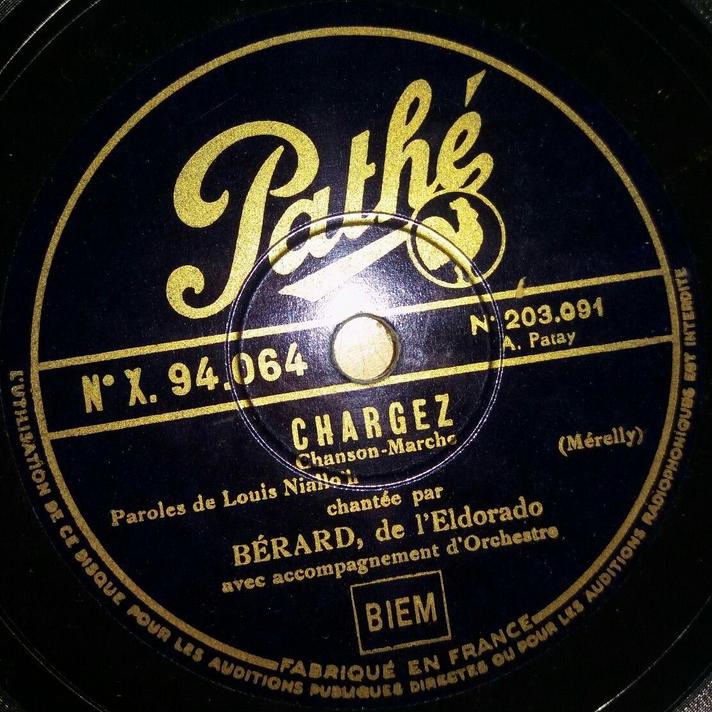 Pathé
N° X. 94.064
N° 203.091
A. Patay
CHARGEZ
Chanson-Marche
(Mérelly)
Paroles de Louis
chantée par
BÉRARD, de l'Eldorado
avec accompagnement d'Orchestre
BIEM
FABRIQUÉ EN FRANCE
L'UTILISATION DE CE DISQUE POUR LES AUDITIONS PUBLIQUES DIRECTES OU POUR LES AUDITIONS RADIOPHONIQUES EST INTERDITE